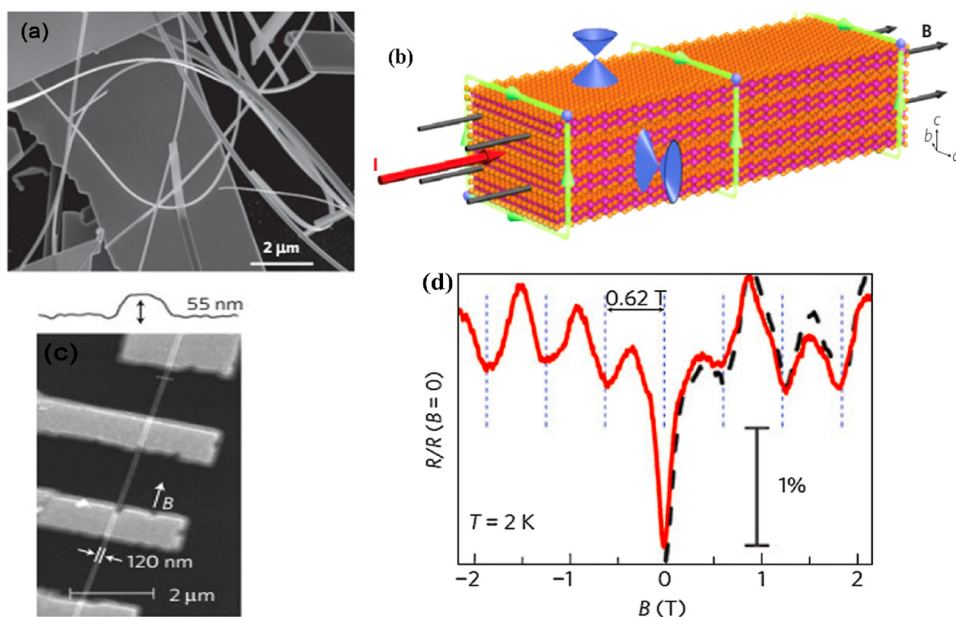 (a)
2 μm
(b)
B
I
c
b
a
55 nm
(c)
B
120 nm
2 μm
(d)
0.62 T
R/R (B = 0)
1%
T = 2 K
−2
−1
0
1
2
B (T)